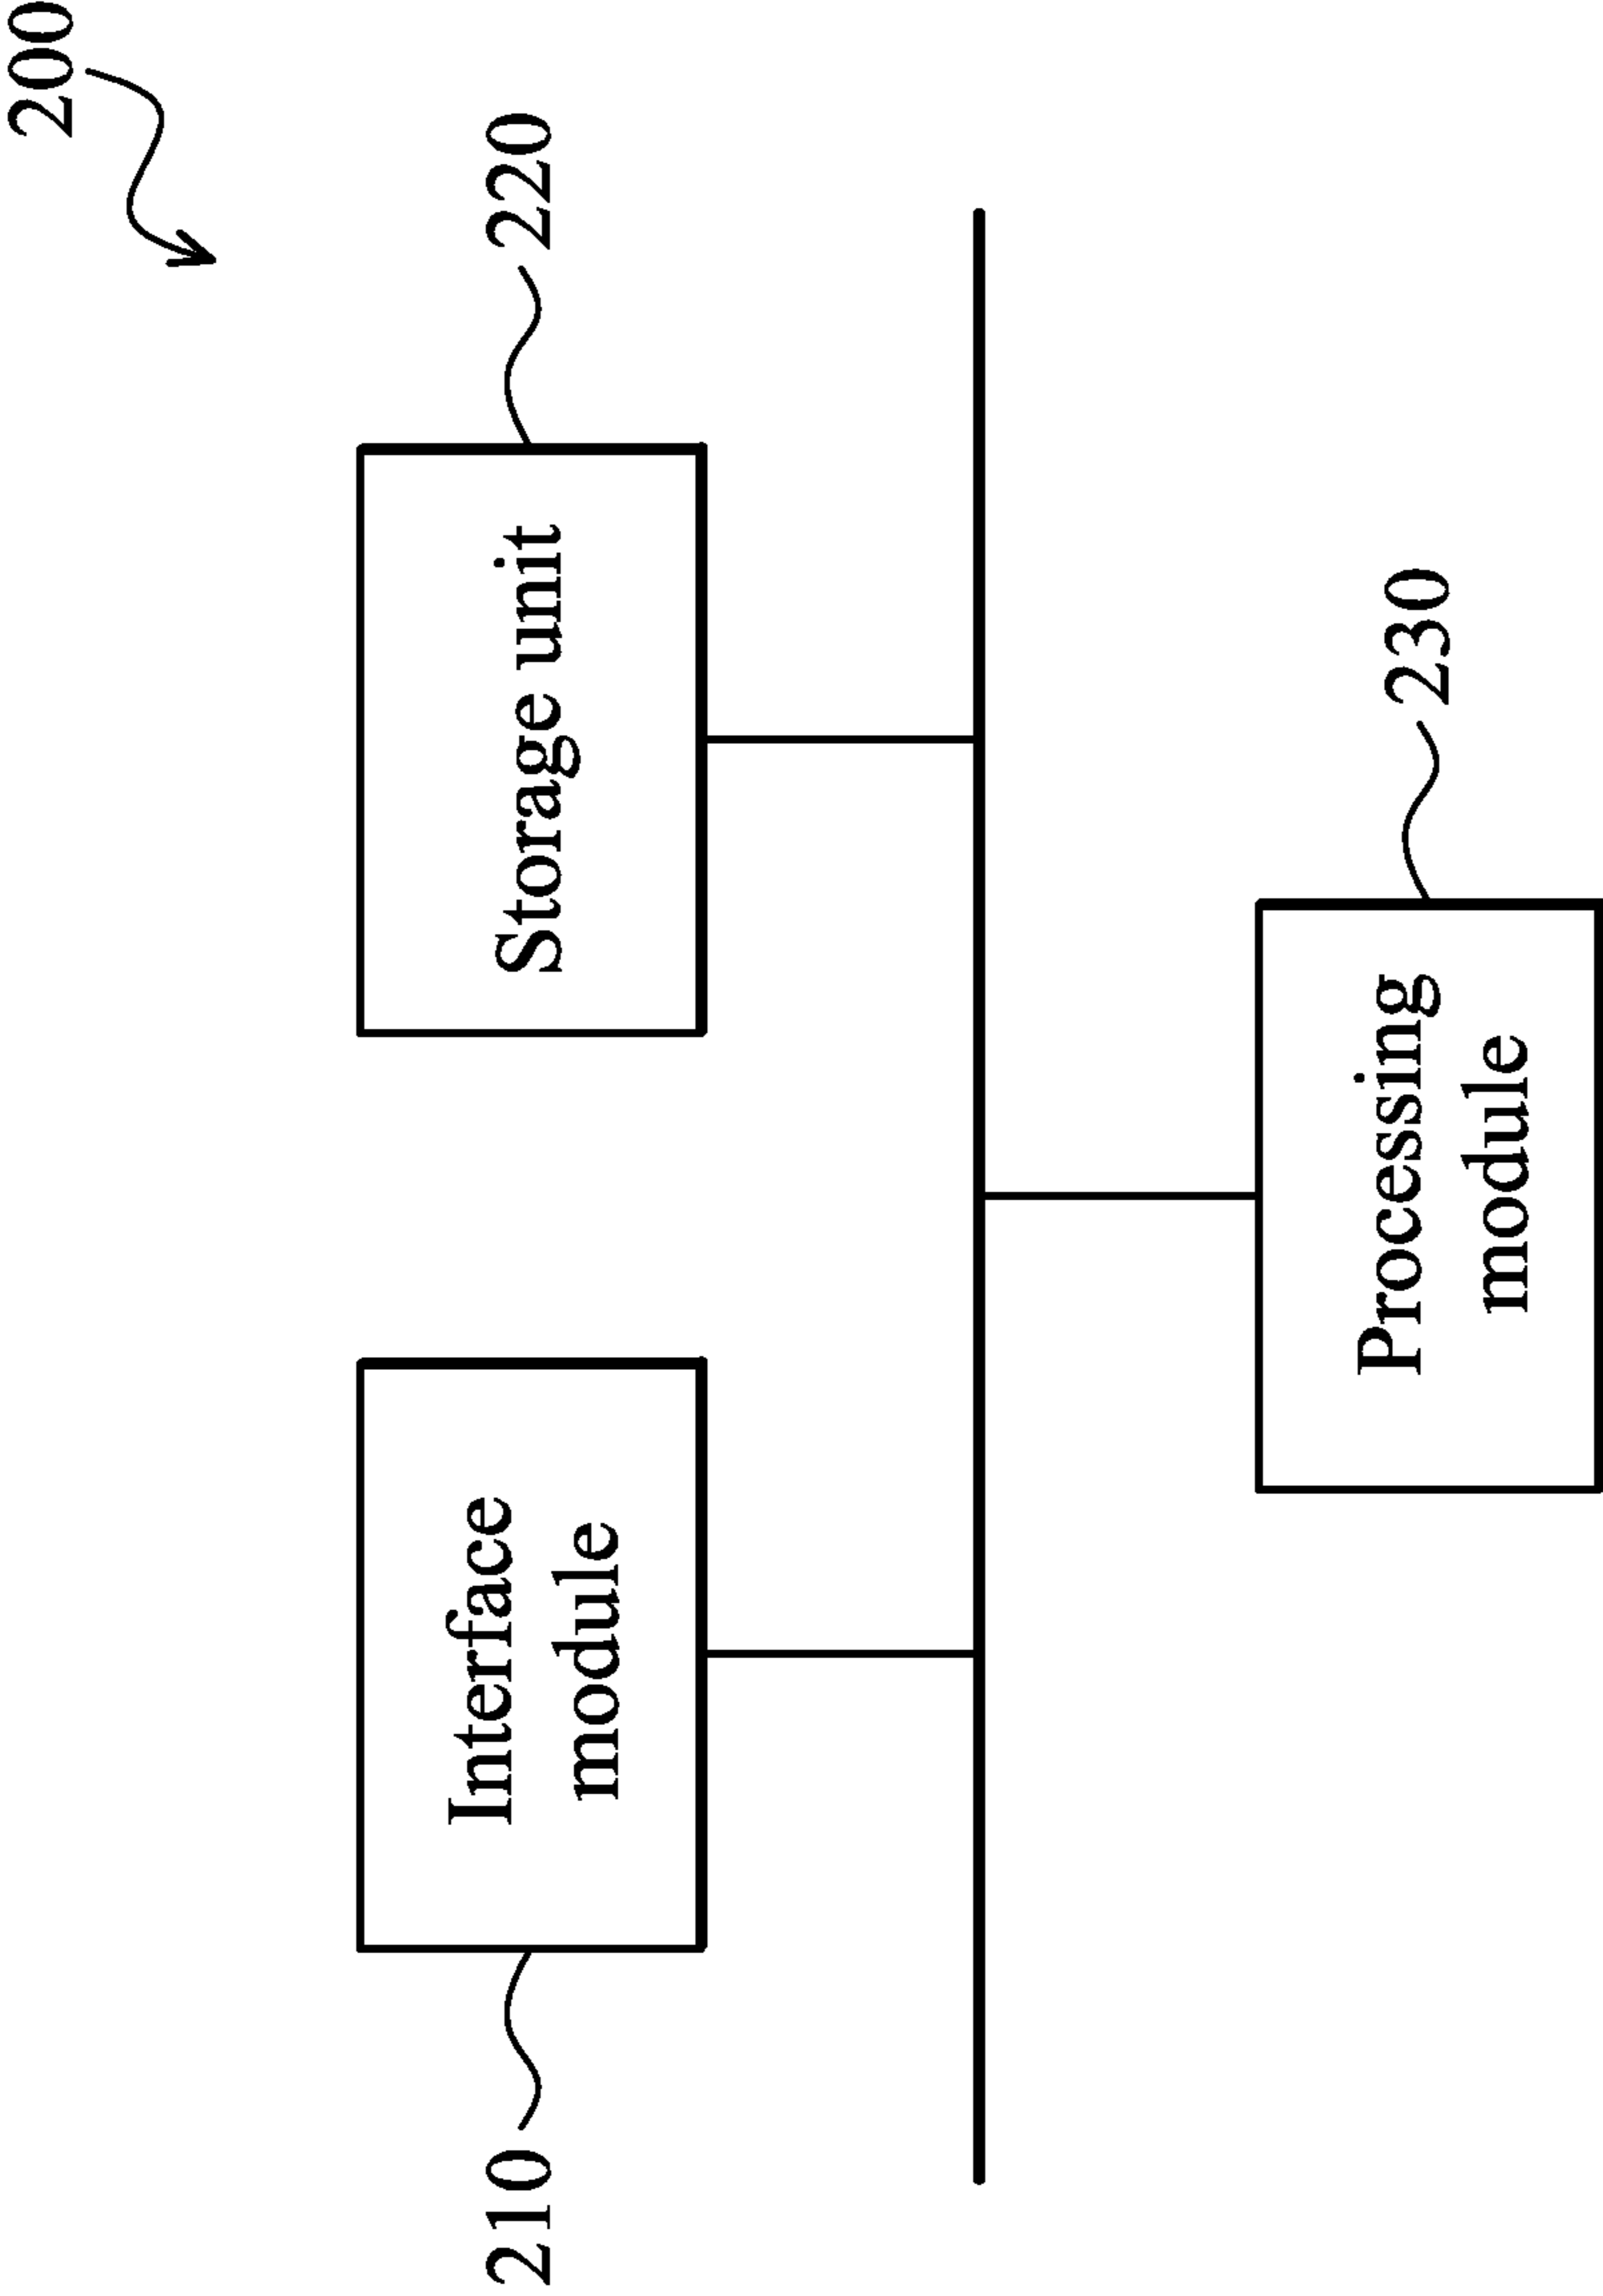 200
210
Interface
module
Storage unit
220
Processing
module
230